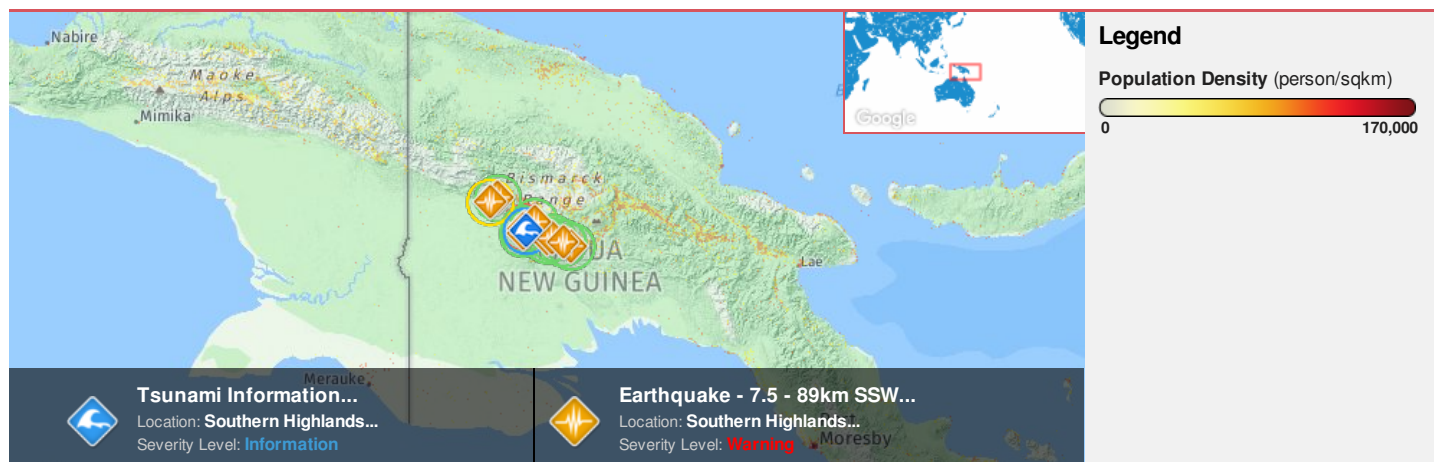 Nabire
Maoke
Alps
Mimika
Google
Bismarck
Range
NEW GUINEA
Lae
Merauke
Moresby
Tsunami Information...
Location: Southern Highlands...
Severity Level: Information
Earthquake - 7.5 - 89km SSW...
Location: Southern Highlands...
Severity Level: Warning
Legend
Population Density (person/sqkm)
0 170,000